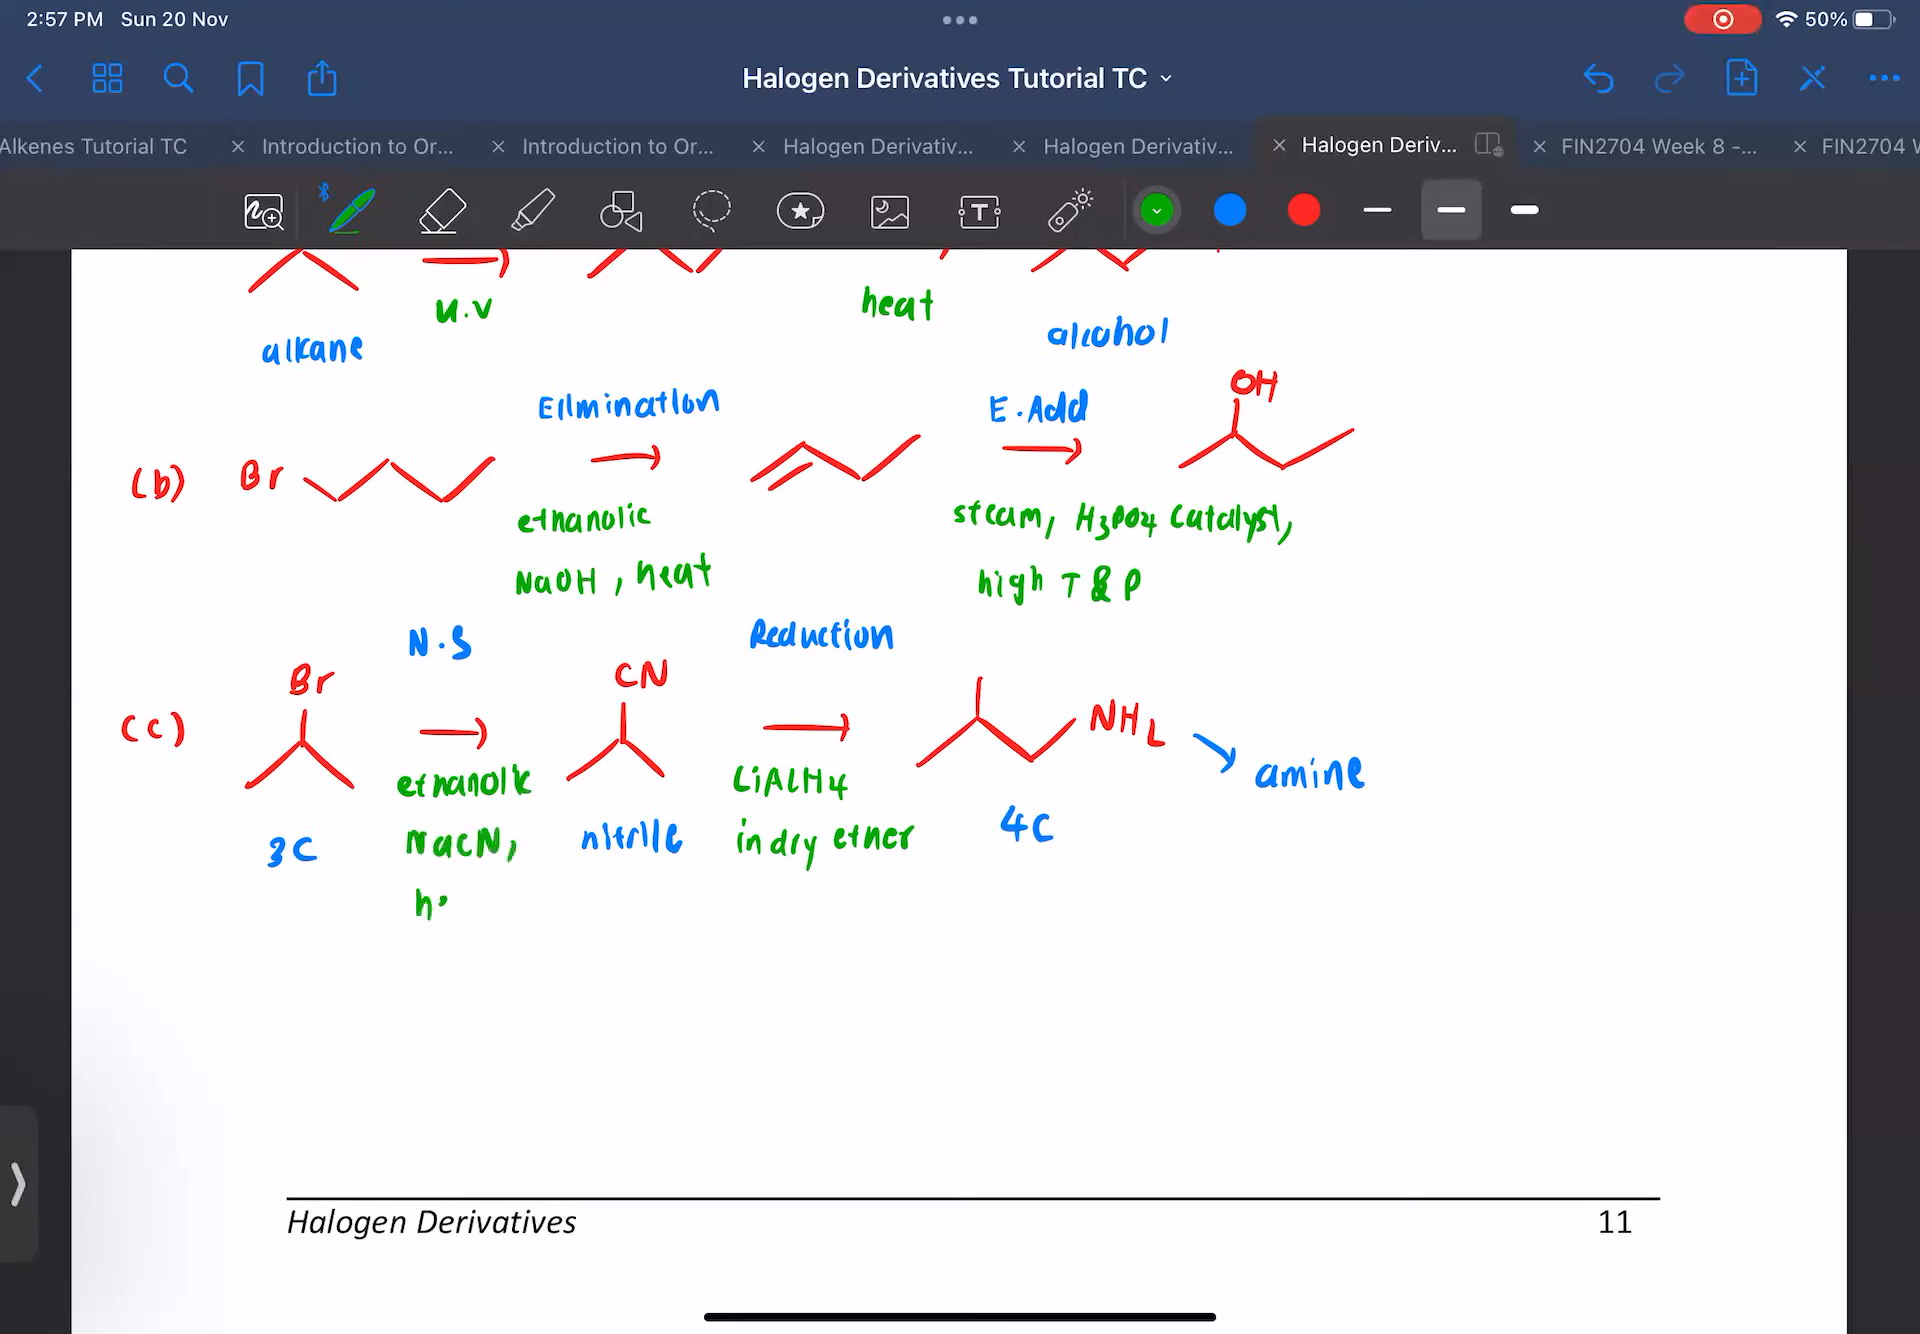 2:57 PM Sun 20 Nov
50%
Halogen Derivatives Tutorial TC
Alkenes Tutorial TC
Introduction to Or...
Introduction to Or...
Halogen Derivativ...
Halogen Derivativ...
Halogen Deriv...
FIN2704 Week 8 -...
FIN2704 W
T
u.v
heat
alkane
alcohol
Elimination
E.Add
OH
(b) Br
ethanolic
NaOH, heat
steam, H3PO4 catalyst,
high T & P
N.S
Reduction
Br
CN
(c)
NH2
ethanolic
NaCN,
h
LiAlH4
in dry ether
amine
3C
nitrile
4C
Halogen Derivatives
11